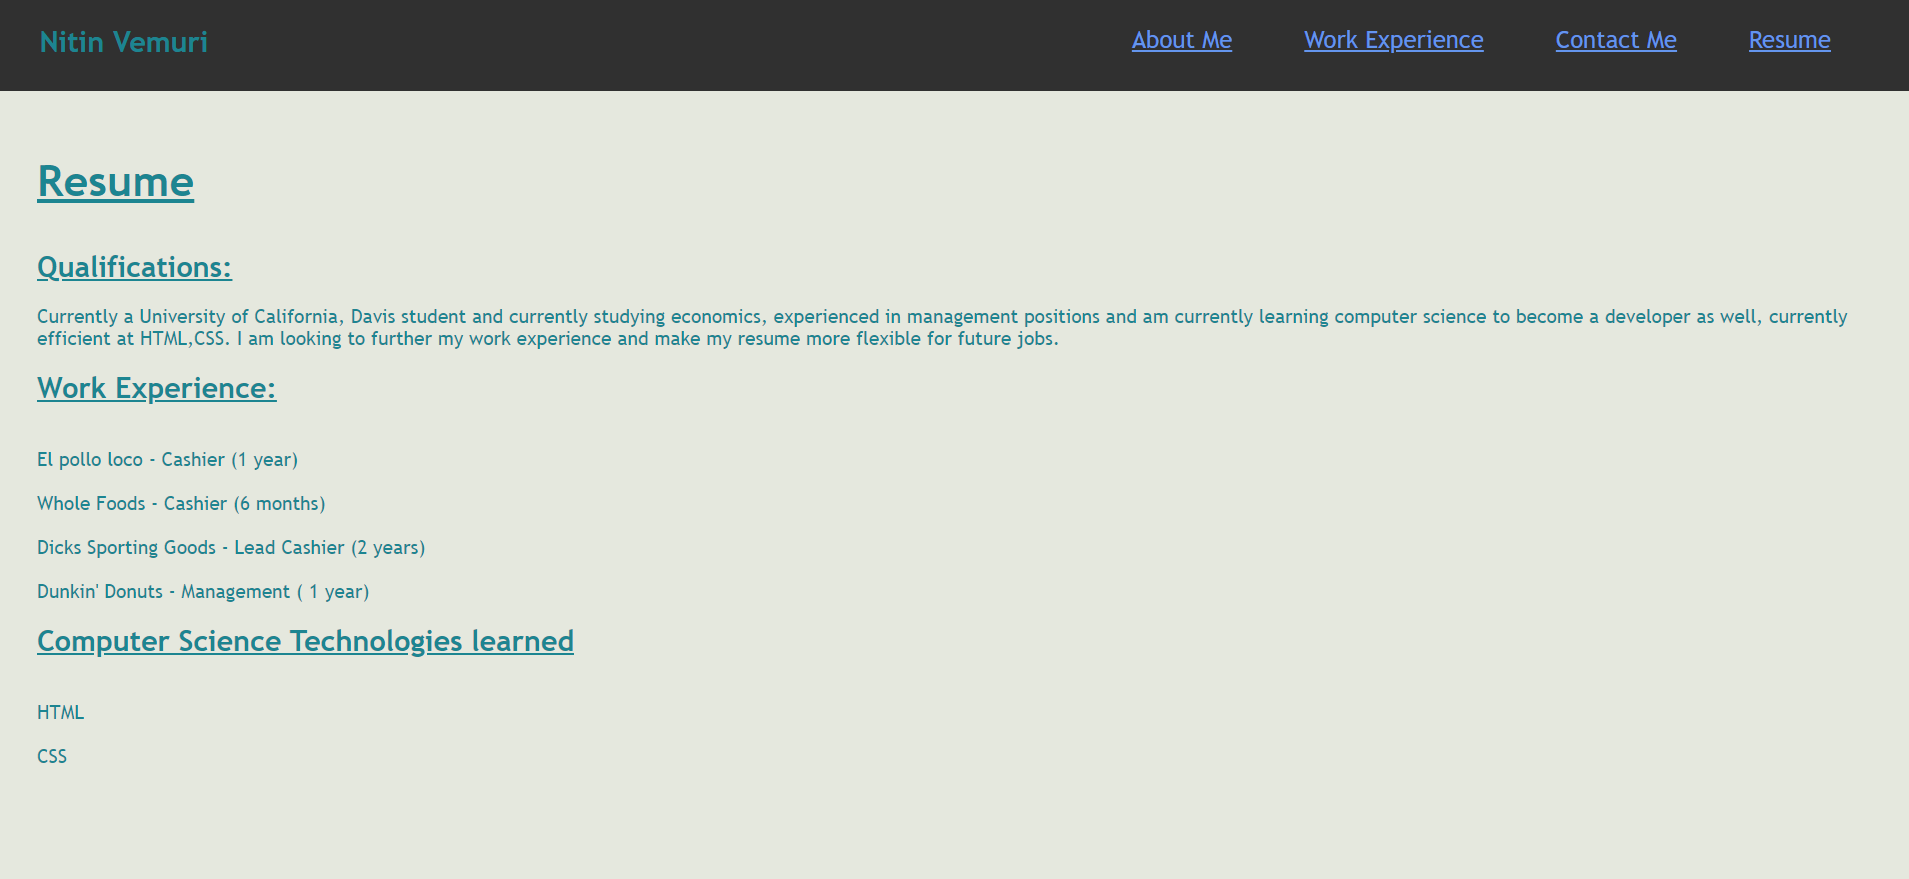 Nitin Vemuri
About Me
Work Experience
Contact Me
Resume
Resume
Qualifications:
Currently a University of California, Davis student and currently studying economics, experienced in management positions and am currently learning computer science to become a developer as well, currently
efficient at HTML,CSS. I am looking to further my work experience and make my resume more flexible for future jobs.
Work Experience:
El pollo loco - Cashier (1 year)
Whole Foods - Cashier (6 months)
Dicks Sporting Goods - Lead Cashier (2 years)
Dunkin' Donuts - Management ( 1 year)
Computer Science Technologies learned
HTML
CSS